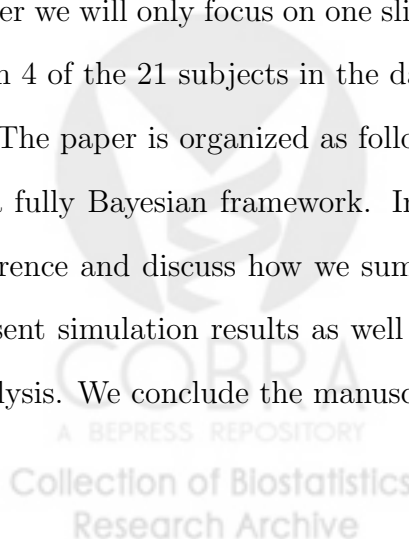 er we will only focus on one sli
n 4 of the 21 subjects in the da
The paper is organized as follo
fully Bayesian framework. In
rence and discuss how we sum
sent simulation results as well
lysis. We conclude the manusc
COBRA
A BEPRESS REPOSITORY
Collection of Biostatistics
Research Archive